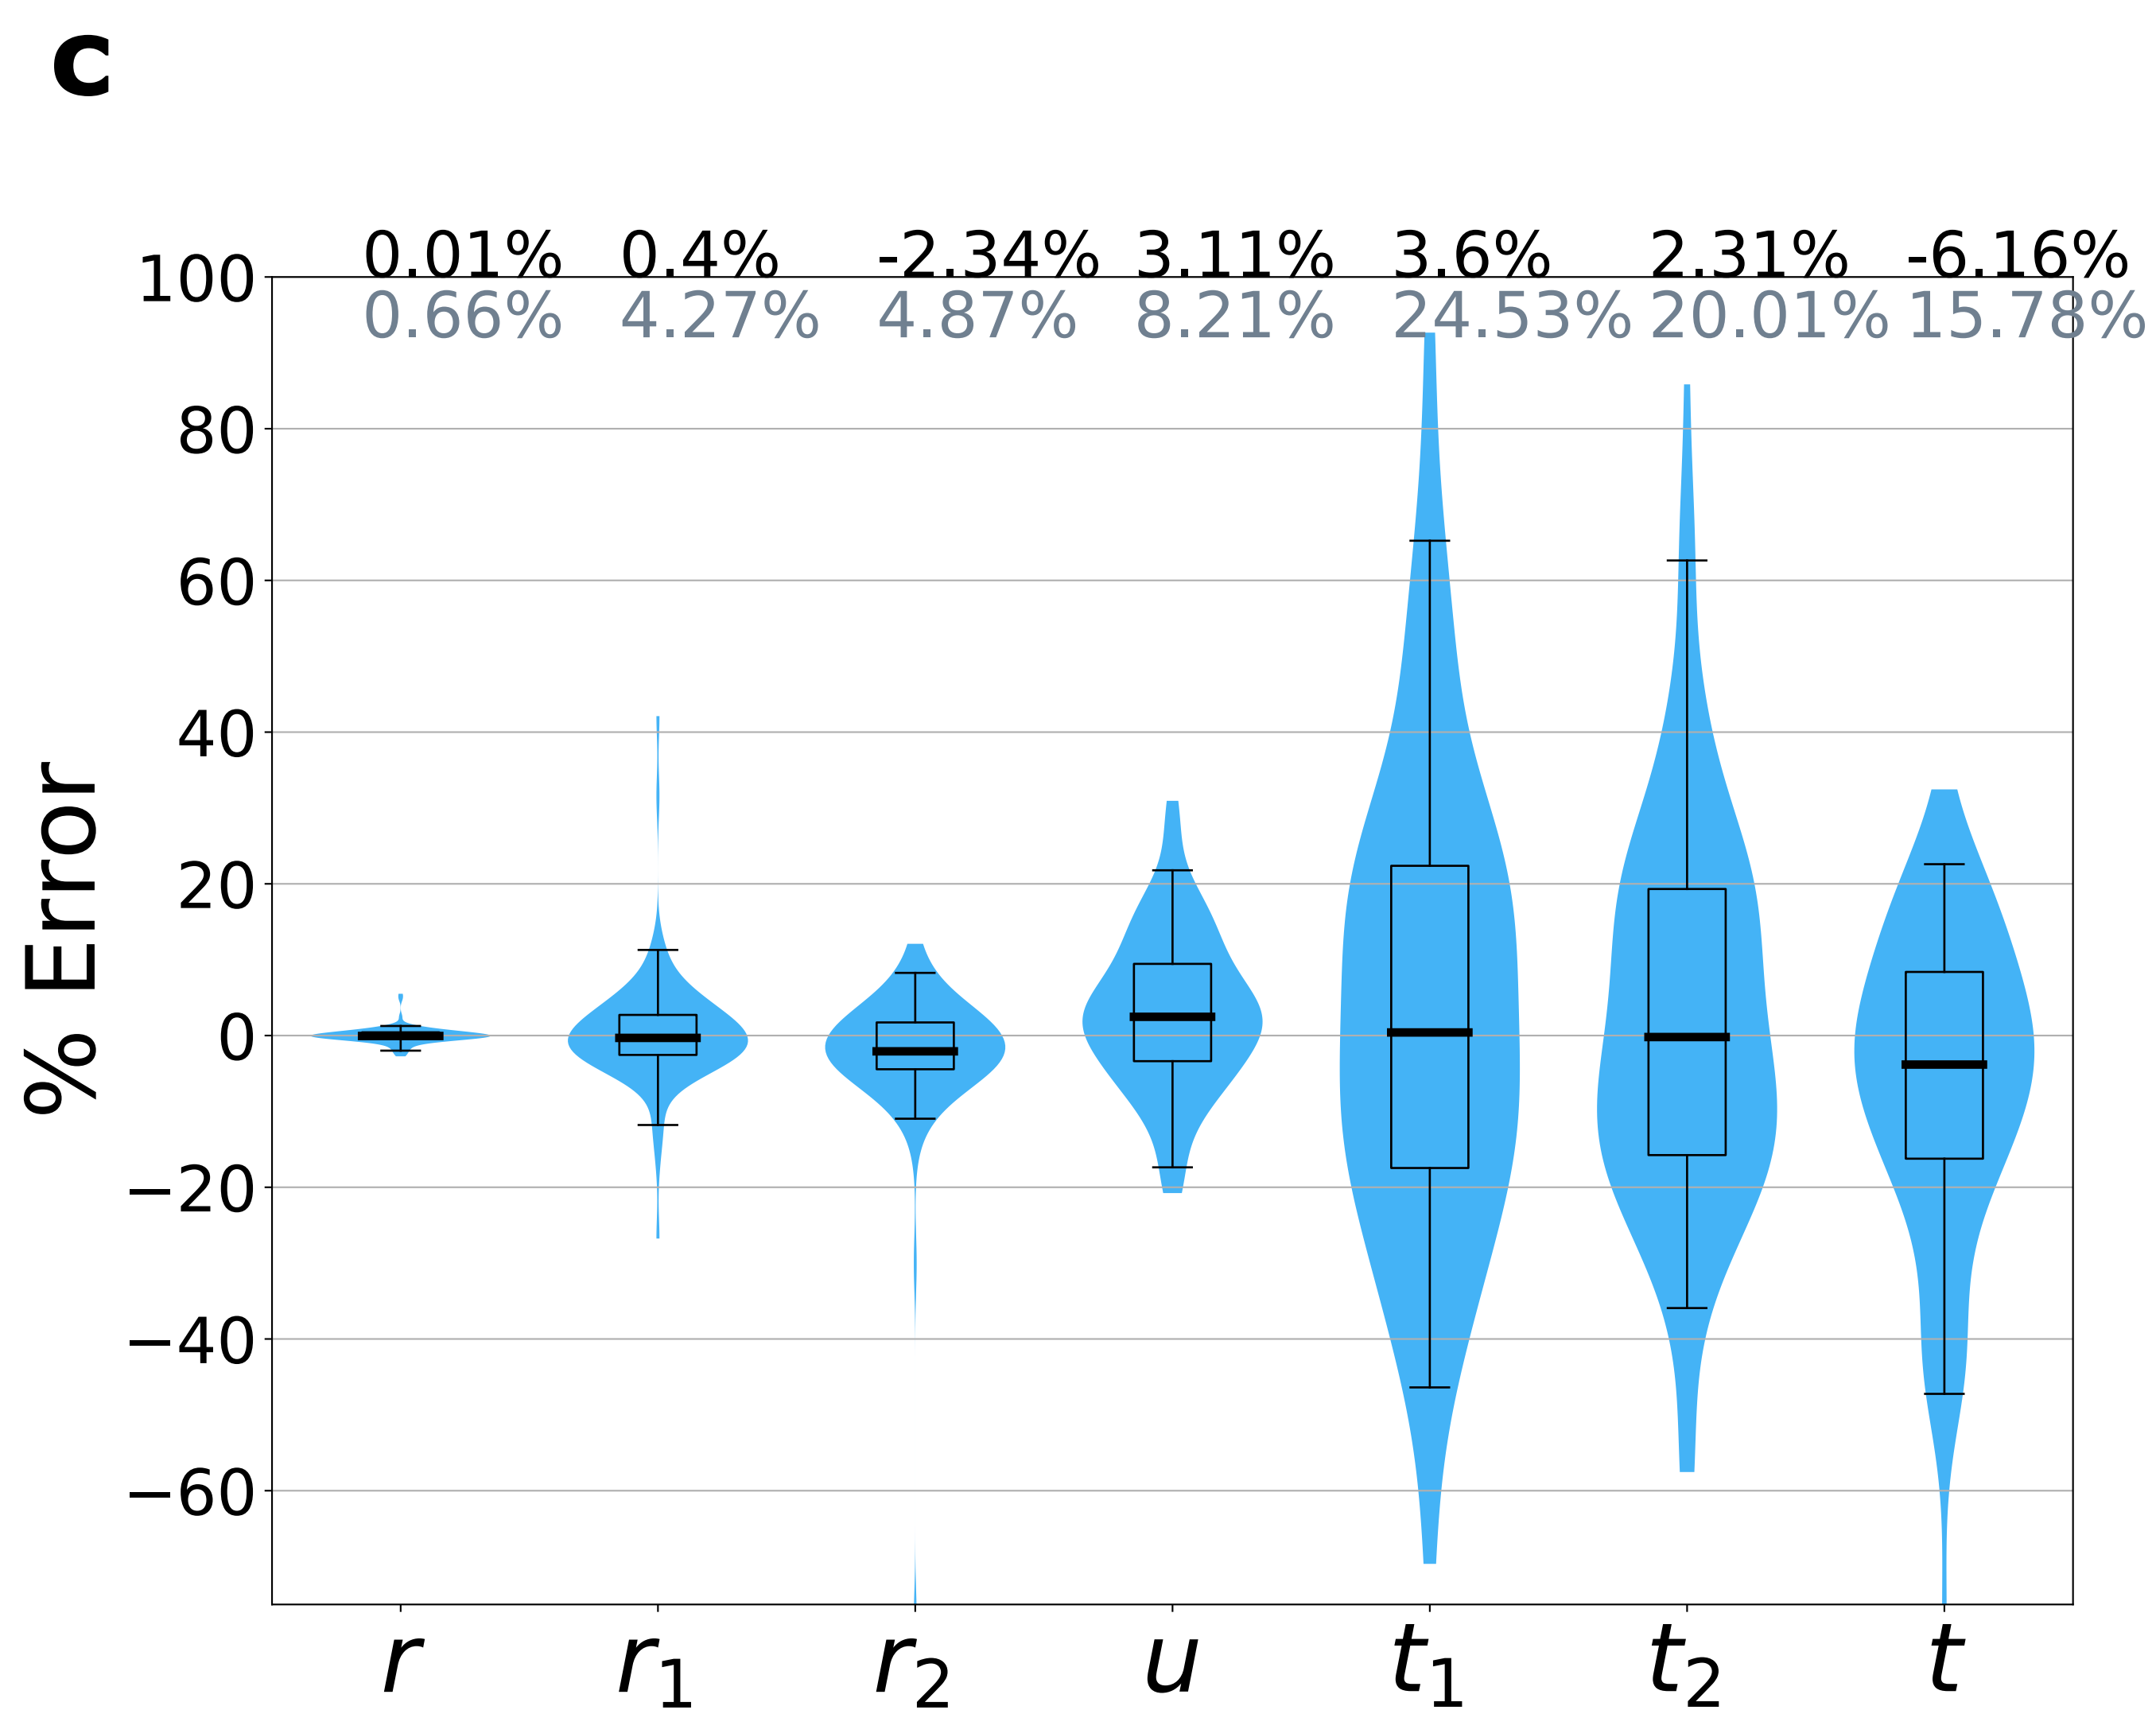 c
0.01% 0.4% -2.34% 3.11% 3.6% 2.31% -6.16%
0.66% 4.27% 4.87% 8.21% 24.53% 20.01% 15.78%
% Error
100
80
60
40
20
0
−20
−40
−60
r r₁ r₂ u t₁ t₂ t